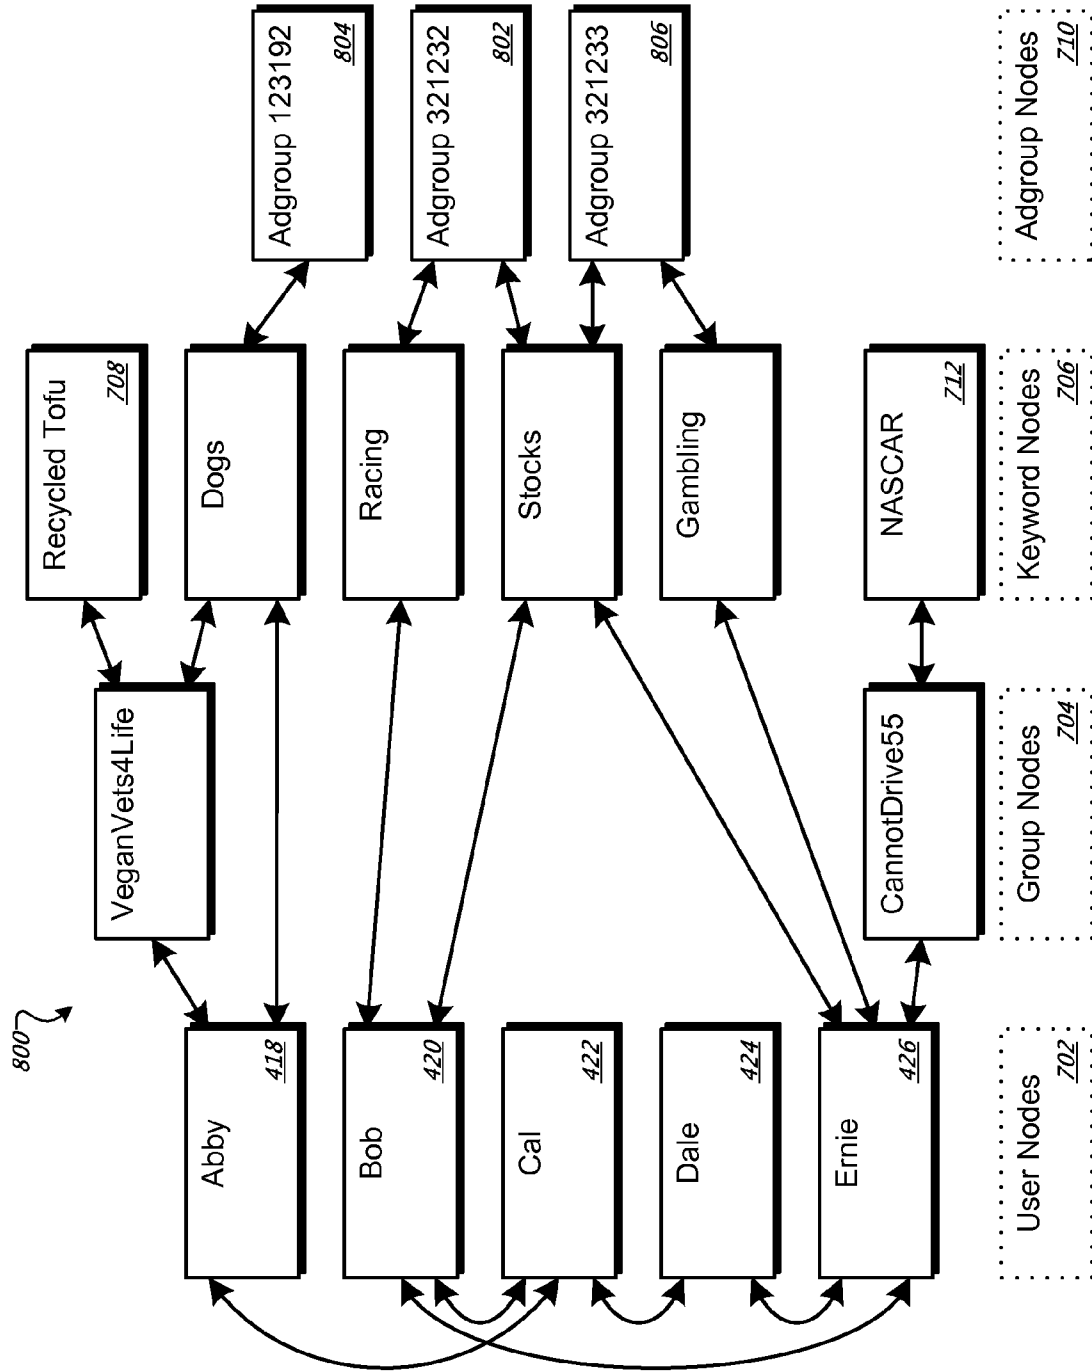 800
Abby
418
Bob
420
Cal
422
Dale
424
Ernie
426
User Nodes
702
VeganVets4Life
CannotDrive55
Group Nodes
704
Recycled Tofu
708
Dogs
Racing
Stocks
Gambling
NASCAR
712
Keyword Nodes
706
Adgroup 123192
804
Adgroup 321232
802
Adgroup 321233
806
Adgroup Nodes
710